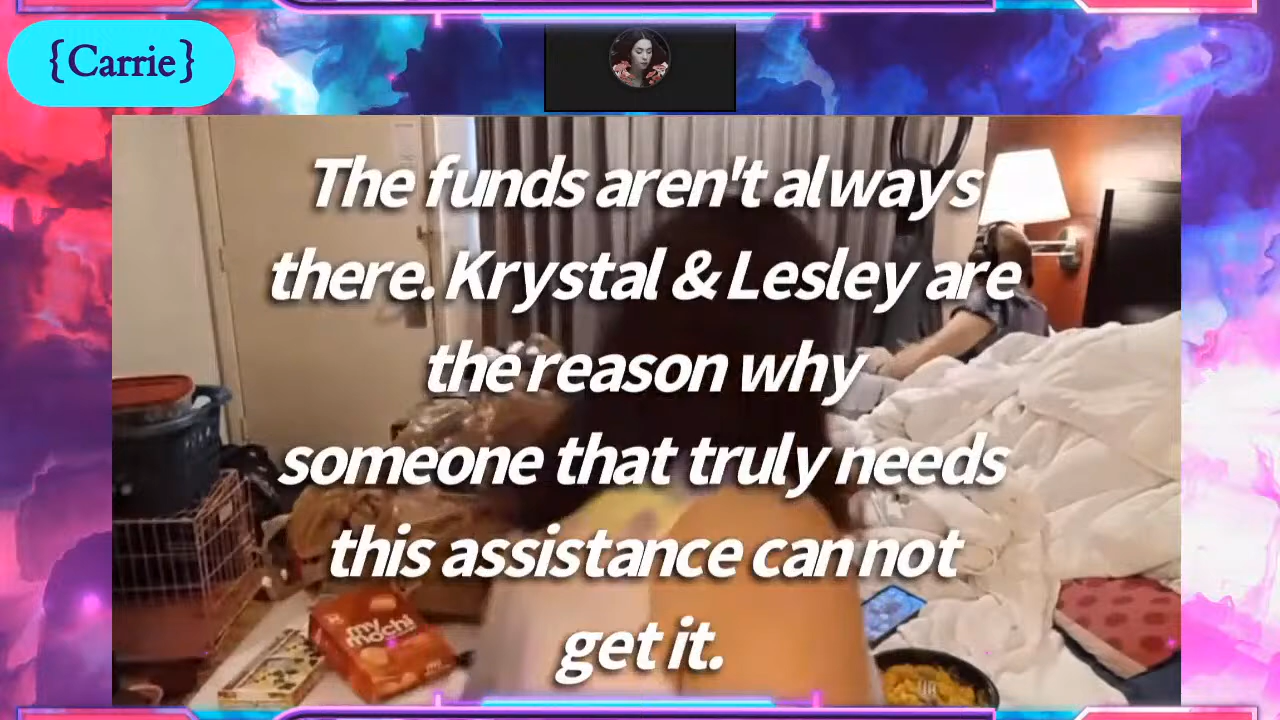 {Carrie}
The funds aren't always
there. Krystal & Lesley are
the reason why
someone that truly needs
this assistance can not
get it.
my
mochi